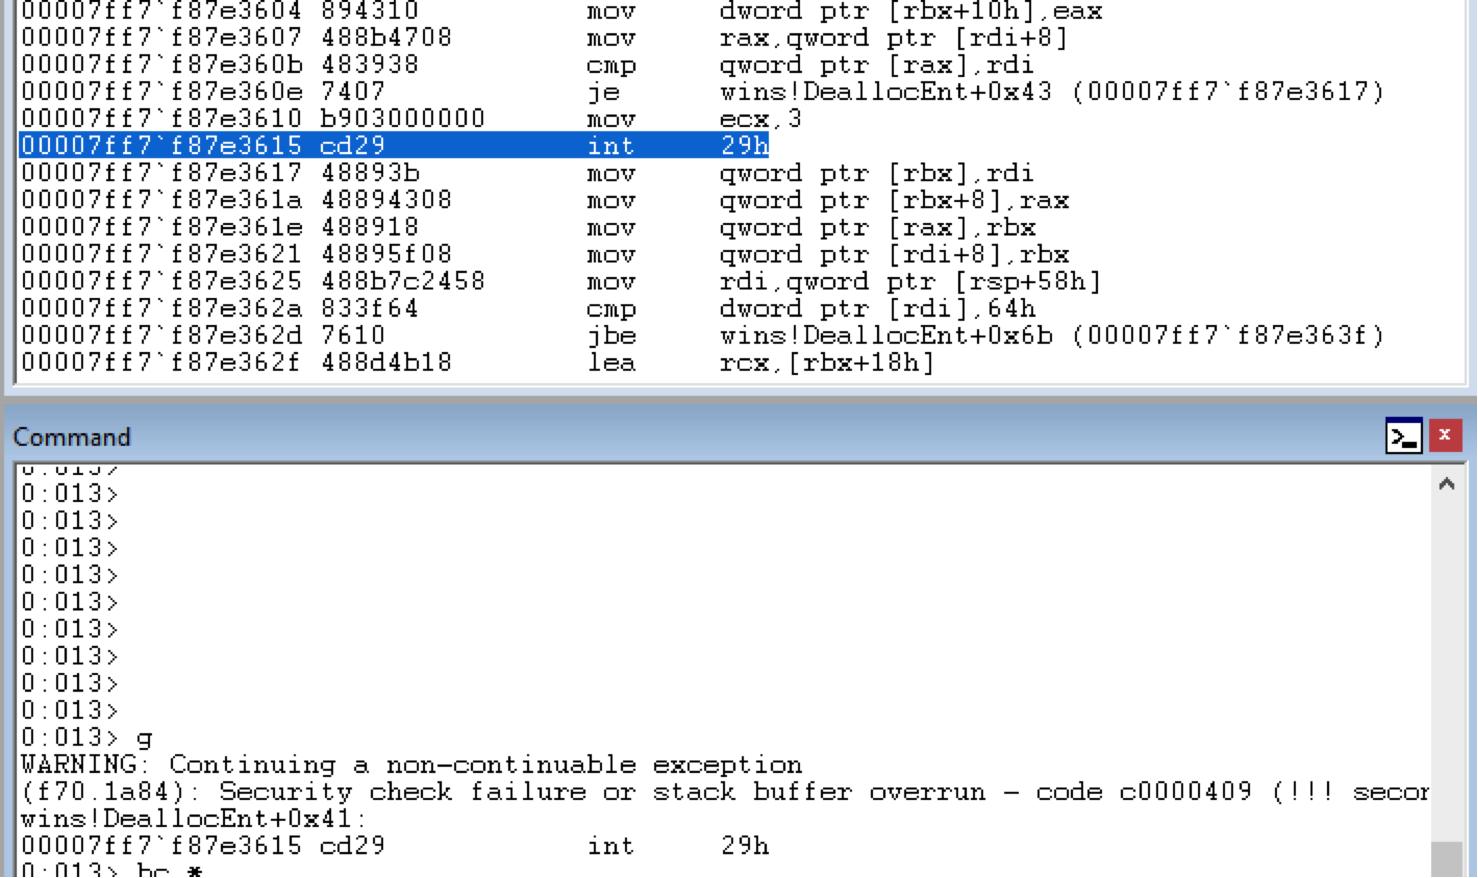 00007ff7`f87e3604 894310 mov dword ptr [rbx+10h],eax
00007ff7`f87e3607 488b4708 mov rax,qword ptr [rdi+8]
00007ff7`f87e360b 483938 cmp qword ptr [rax],rdi
00007ff7`f87e360e 7407 je wins!DeallocEnt+0x43 (00007ff7`f87e3617)
00007ff7`f87e3610 b903000000 mov ecx,3
00007ff7`f87e3615 cd29 int 29h
00007ff7`f87e3617 48893b mov qword ptr [rbx],rdi
00007ff7`f87e361a 48894308 mov qword ptr [rbx+8],rax
00007ff7`f87e361e 488918 mov qword ptr [rax],rbx
00007ff7`f87e3621 48895f08 mov qword ptr [rdi+8],rbx
00007ff7`f87e3625 488b7c2458 mov rdi,qword ptr [rsp+58h]
00007ff7`f87e362a 833f64 cmp dword ptr [rdi],64h
00007ff7`f87e362d 7610 jbe wins!DeallocEnt+0x6b (00007ff7`f87e363f)
00007ff7`f87e362f 488d4b18 lea rcx,[rbx+18h]
Command
0:013>
0:013>
0:013>
0:013>
0:013>
0:013>
0:013>
0:013>
0:013>
0:013>
0:013> g
WARNING: Continuing a non-continuable exception
(f70.1a84): Security check failure or stack buffer overrun - code c0000409 (!!! secon
wins!DeallocEnt+0x41:
00007ff7`f87e3615 cd29 int 29h
0:013> bc *